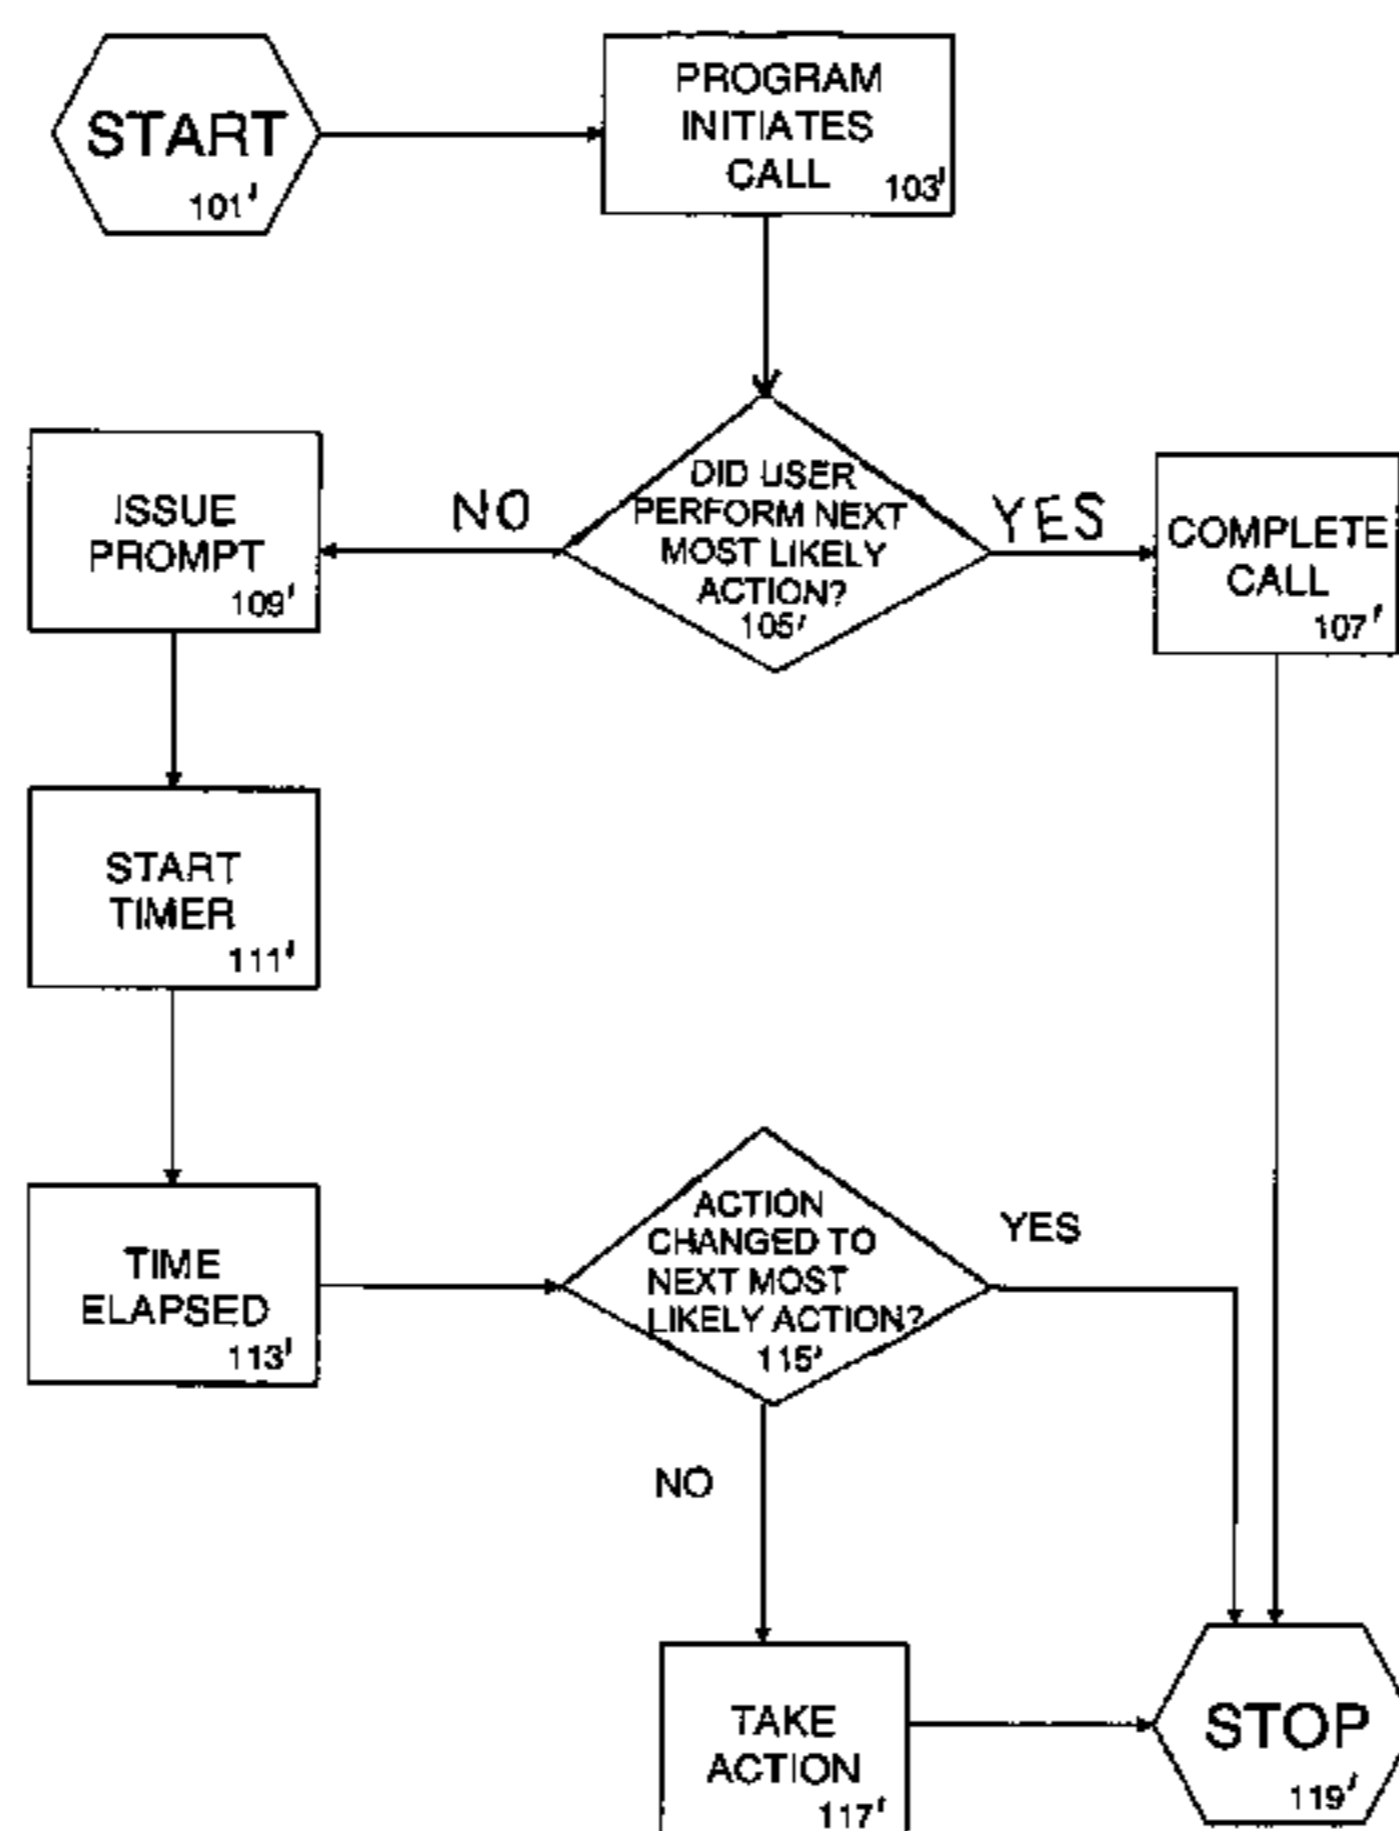 START
101'
PROGRAM
INITIATES
CALL
103'
DID USER
PERFORM NEXT
MOST LIKELY
ACTION?
105'
NO
YES
ISSUE
PROMPT
109'
COMPLETE
CALL
107'
START
TIMER
111'
TIME
ELAPSED
113'
ACTION
CHANGED TO
NEXT MOST
LIKELY ACTION?
115'
YES
NO
TAKE
ACTION
117'
STOP
119'